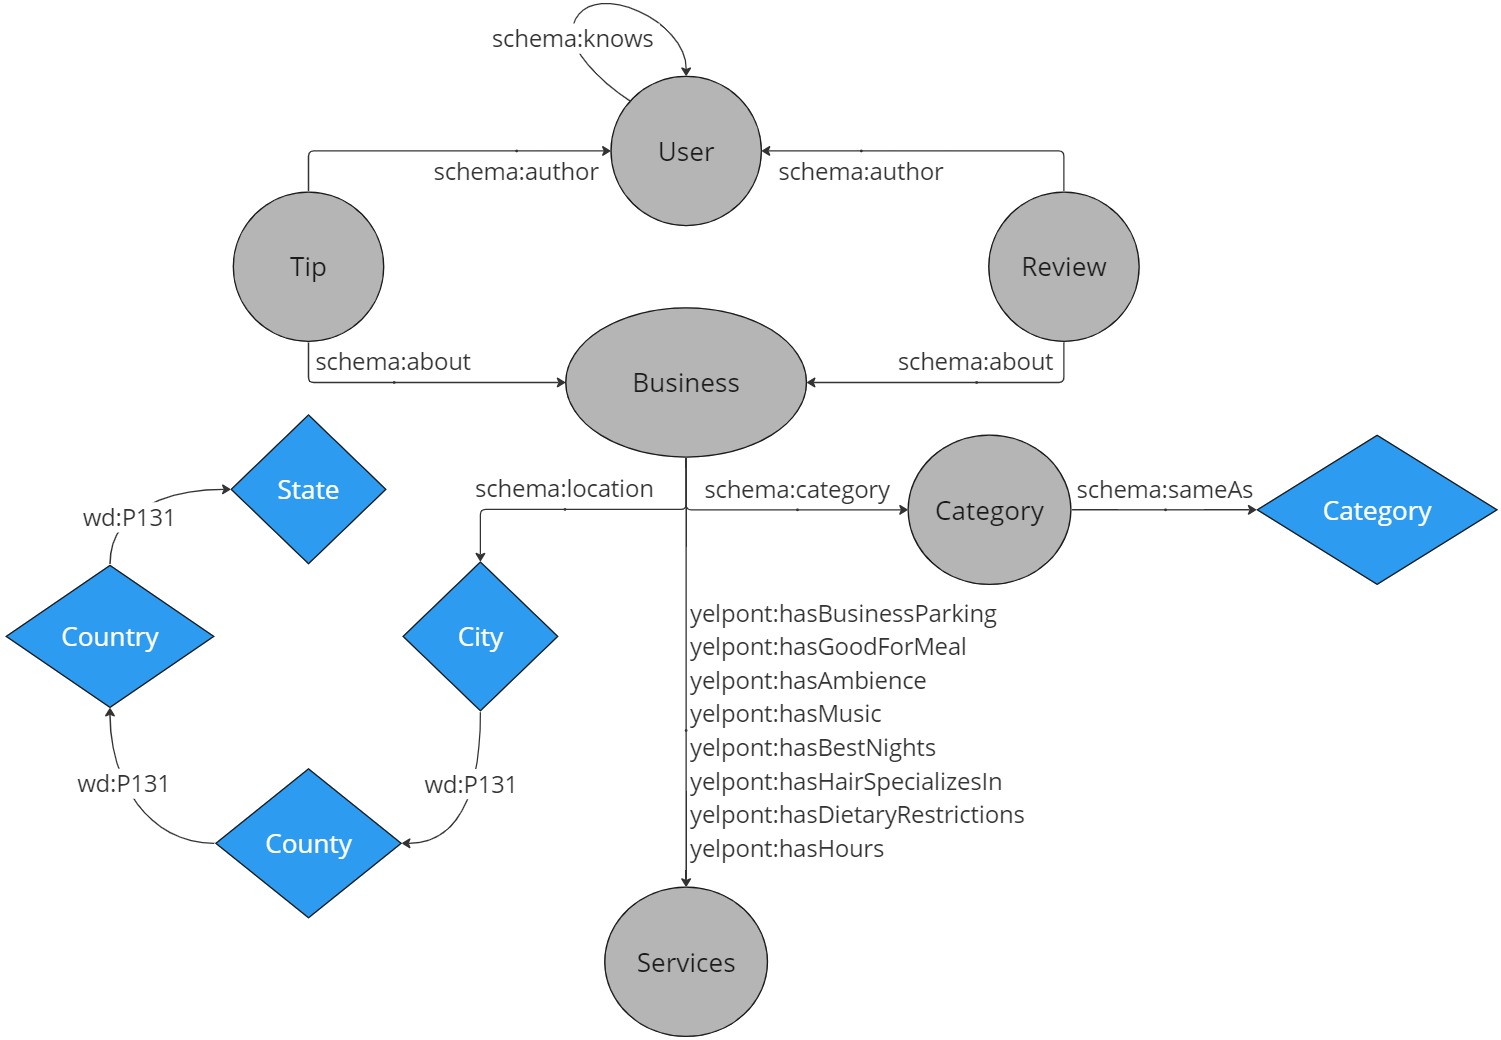 schema:knows
User
schema:author
schema:author
Tip
Review
schema:about
schema:about
Business
State
schema:location
schema:category
schema:sameAs
wd:P131
Category
Category
Country
City
yelpont:hasBusinessParking
yelpont:hasGoodForMeal
yelpont:hasAmbience
yelpont:hasMusic
yelpont:hasBestNights
yelpont:hasHairSpecializesIn
yelpont:hasDietaryRestrictions
yelpont:hasHours
wd:P131
wd:P131
County
Services